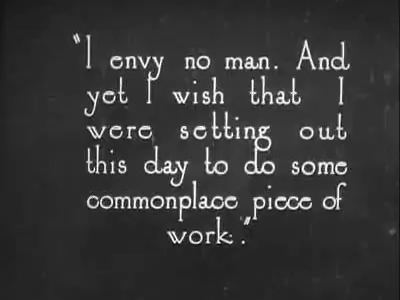 "I envy no man. And
yet I wish that I
were setting out
this day to do some
commonplace piece of
work."